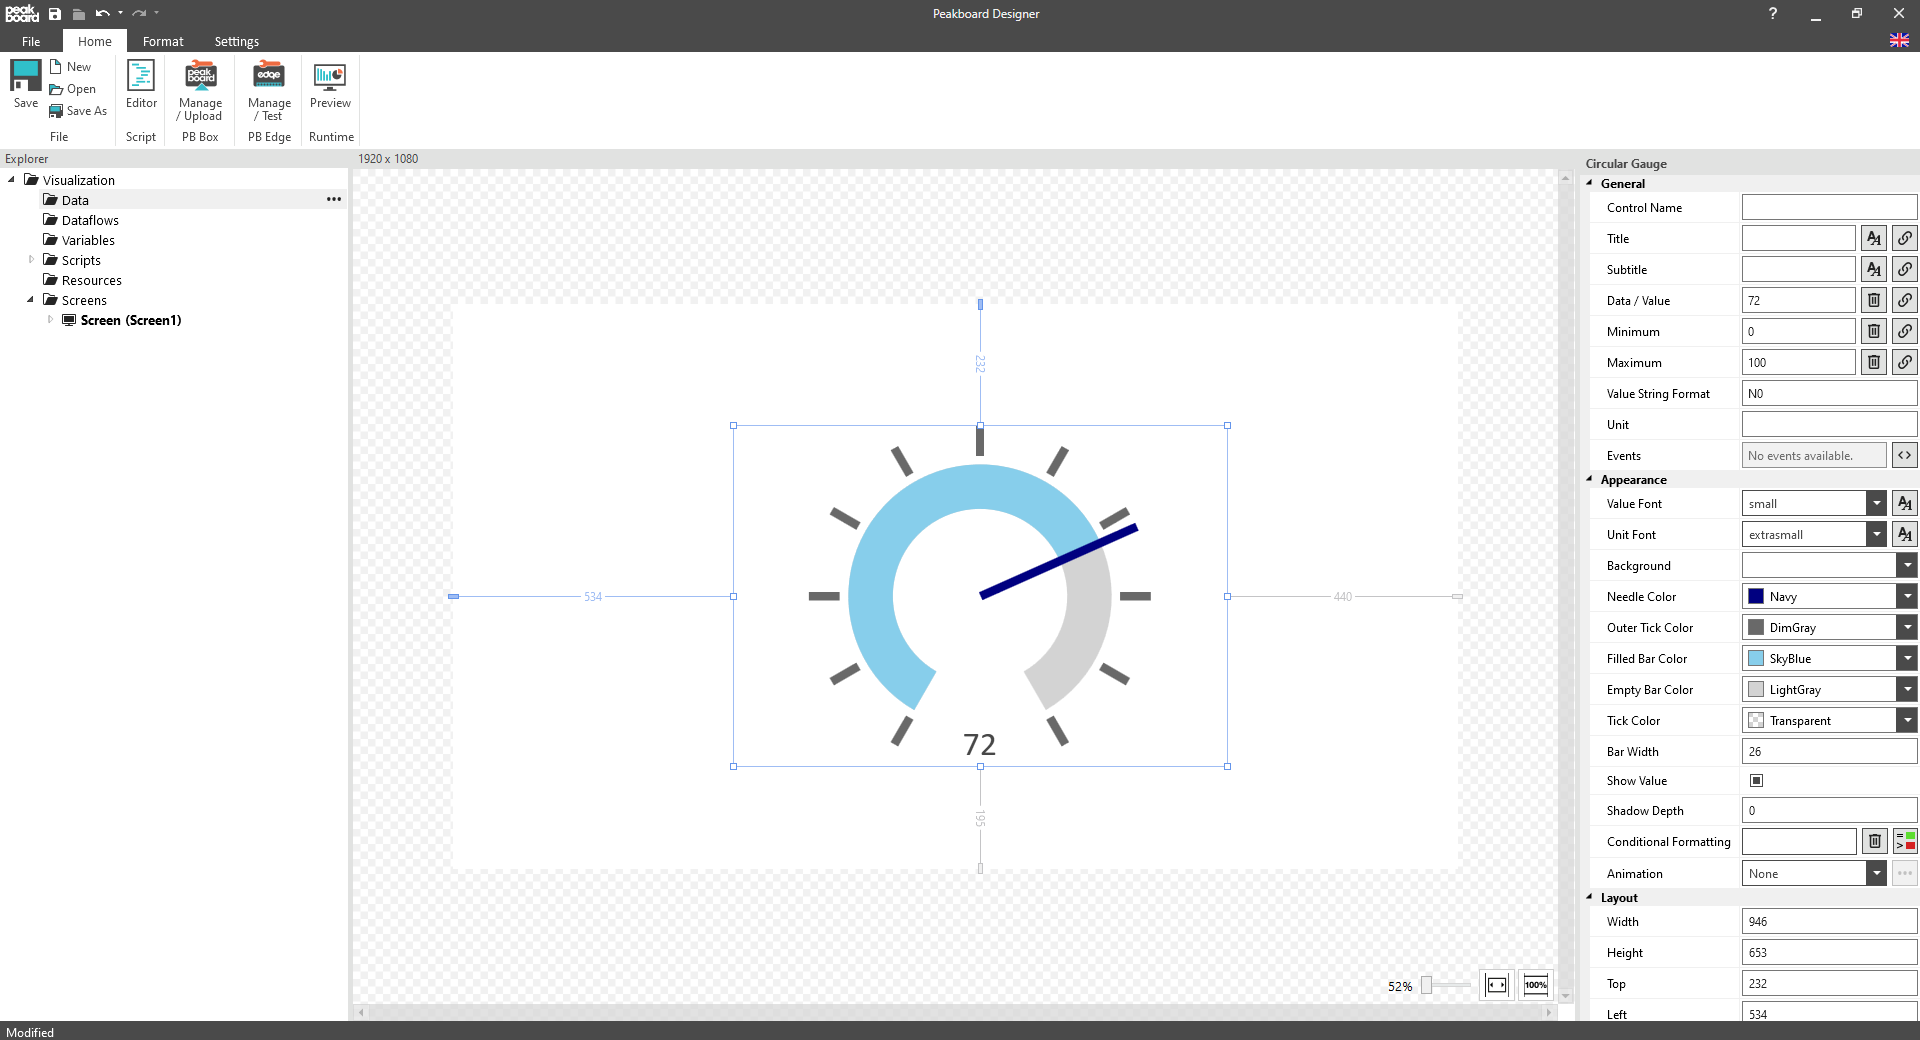 peak
board
Peakboard Designer
?
File
Home
Format
Settings
Save
New
Open
Save As
Editor
peak
board
Manage
/ Upload
edge
Manage
/ Test
Preview
File
Script
PB Box
PB Edge
Runtime
Explorer
1920 x 1080
Visualization
Data
Dataflows
Variables
Scripts
Resources
Screens
Screen (Screen1)
232
534
440
195
72
52%
100%
Circular Gauge
General
Control Name
Title
Subtitle
Data / Value
72
Minimum
0
Maximum
100
Value String Format
N0
Unit
Events
No events available.
<>
Appearance
Value Font
small
Unit Font
extrasmall
Background
Needle Color
Navy
Outer Tick Color
DimGray
Filled Bar Color
SkyBlue
Empty Bar Color
LightGray
Tick Color
Transparent
Bar Width
26
Show Value
Shadow Depth
0
Conditional Formatting
Animation
None
Layout
Width
946
Height
653
Top
232
Left
534
Modified